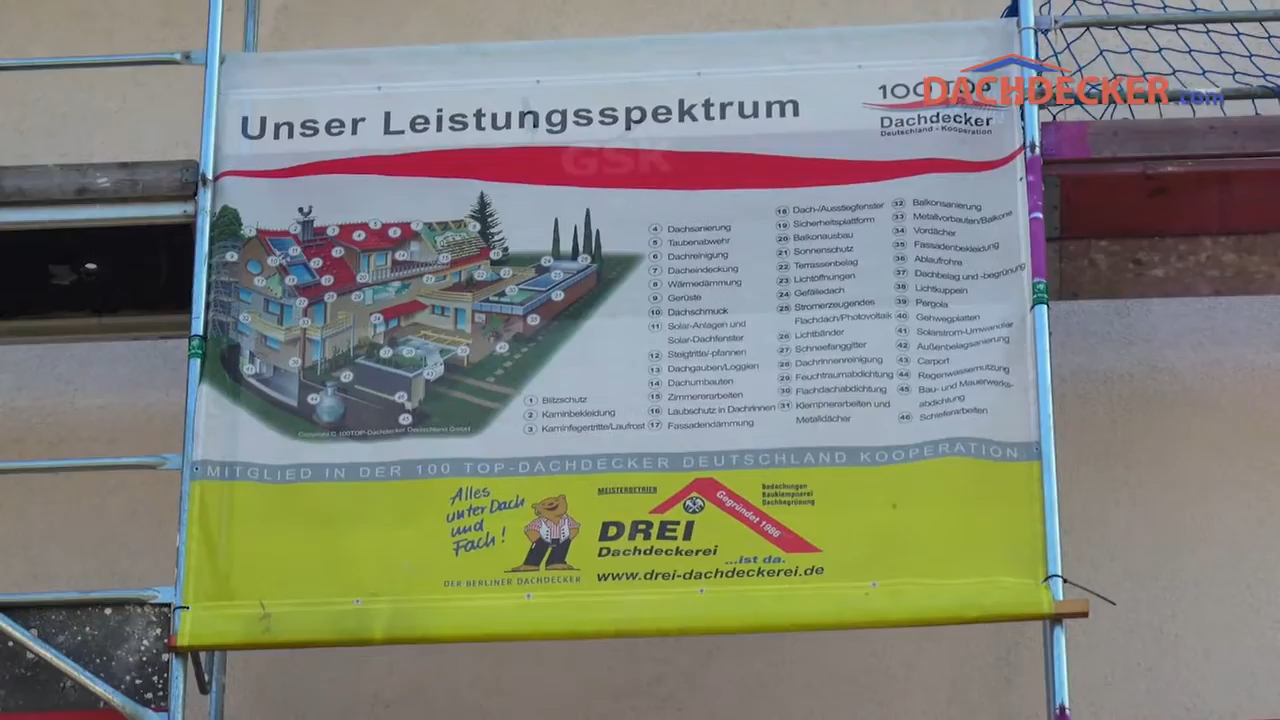 DACHDECKER.com
Unser Leistungsspektrum
100 TOP
Dachdecker
Deutschland - Kooperation
GSK
1 Blitzschutz
2 Kaminbekleidung
3 Kaminfegertritte/Laufrost
4 Dachsanierung
5 Taubenabwehr
6 Dachreinigung
7 Dacheindeckung
8 Wärmedämmung
9 Gerüste
10 Dachschmuck
11 Solar-Anlagen und
Solar-Dachfenster
12 Steigtritte/-pfannen
13 Dachgauben/Loggien
14 Dachumbauten
15 Zimmererarbeiten
16 Laubschutz in Dachrinnen
17 Fassadendämmung
18 Dach-/Ausstiegfenster
19 Sicherheitsplattform
20 Balkonausbau
21 Sonnenschutz
22 Terrassenbelag
23 Lichtöffnungen
24 Gefälledach
25 Stromerzeugendes
Flachdach/Photovoltaik
26 Lichtbänder
27 Schneefanggitter
28 Dachrinnenreinigung
29 Feuchtraumabdichtung
30 Flachdachabdichtung
31 Klempnerarbeiten und
Metalldächer
32 Balkonsanierung
33 Metallvorbauten/Balkone
34 Vordächer
35 Fassadenbekleidung
36 Ablaufrohre
37 Dachbelag und -begrünung
38 Lichtkuppeln
39 Pergola
40 Gehwegplatten
41 Solarstrom-Umwandler
42 Außenbelagsanierung
43 Carport
44 Regenwassernutzung
45 Bau- und Mauerwerks-
abdichtung
46 Schieferarbeiten
Copyright © 100TOP-Dachdecker Deutschland GmbH
MITGLIED IN DER 100 TOP-DACHDECKER DEUTSCHLAND KOOPERATION.
Alles
unter Dach
und
Fach!
DER BERLINER DACHDECKER
MEISTERBETRIEB
Gegründet 1986
Bedachungen
Bauklempnerei
Dachbegrünung
DREI
Dachdeckerei
...ist da.
www.drei-dachdeckerei.de